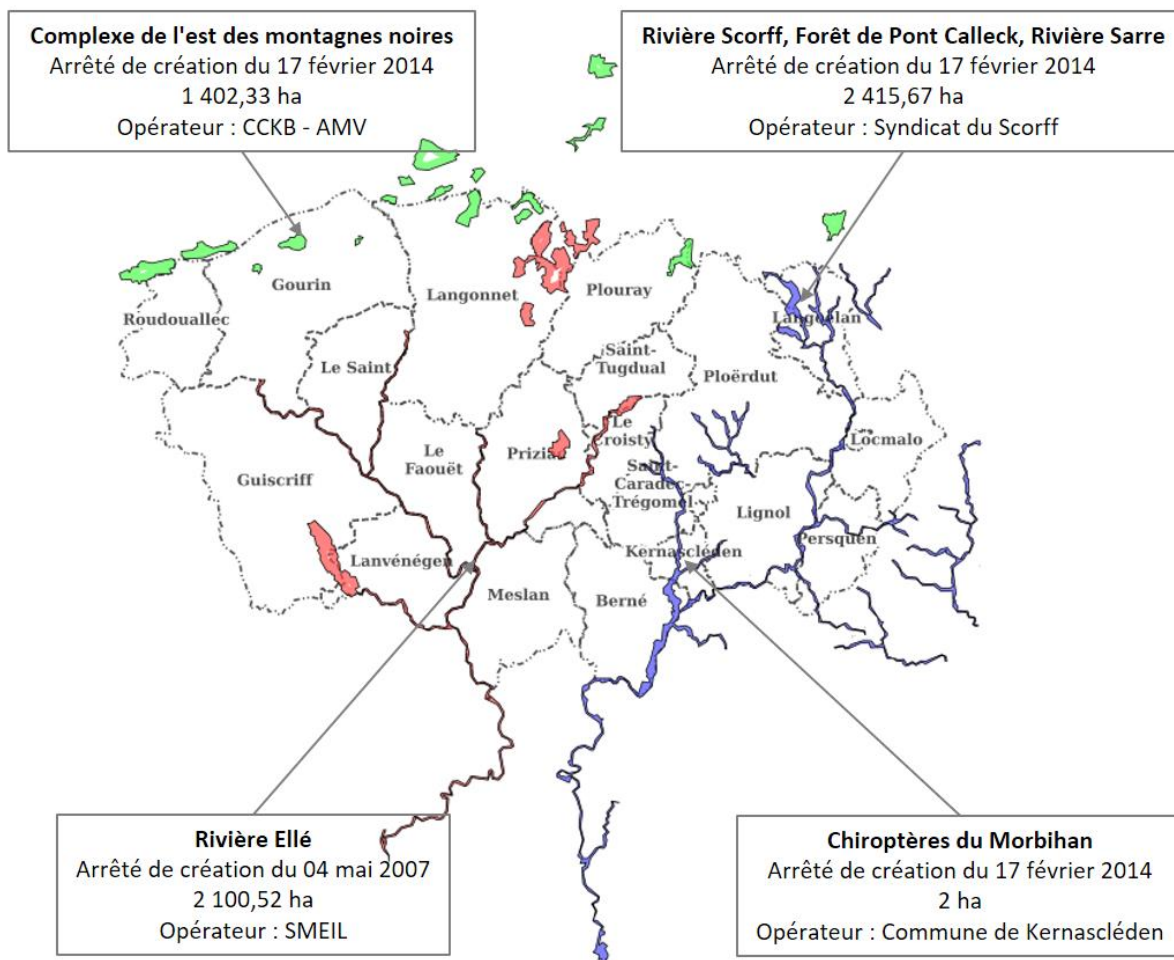 Complexe de l'est des montagnes noires
Arrêté de création du 17 février 2014
1 402,33 ha
Opérateur : CCKB - AMV
Rivière Scorff, Forêt de Pont Calleck, Rivière Sarre
Arrêté de création du 17 février 2014
2 415,67 ha
Opérateur : Syndicat du Scorff
Gourin
Langonnet
Plouray
Roudouallec
Langoëlan
Le Saint
Saint-
Tugdual
Ploërdut
Le
Croisty
Locmalo
Le
Faouët
Priziac
Guiscriff
Saint-
Caradec-
Trégomel
Lignol
Persquen
Lanvénégen
Kernascléden
Meslan
Berné
Rivière Ellé
Arrêté de création du 04 mai 2007
2 100,52 ha
Opérateur : SMEIL
Chiroptères du Morbihan
Arrêté de création du 17 février 2014
2 ha
Opérateur : Commune de Kernascléden